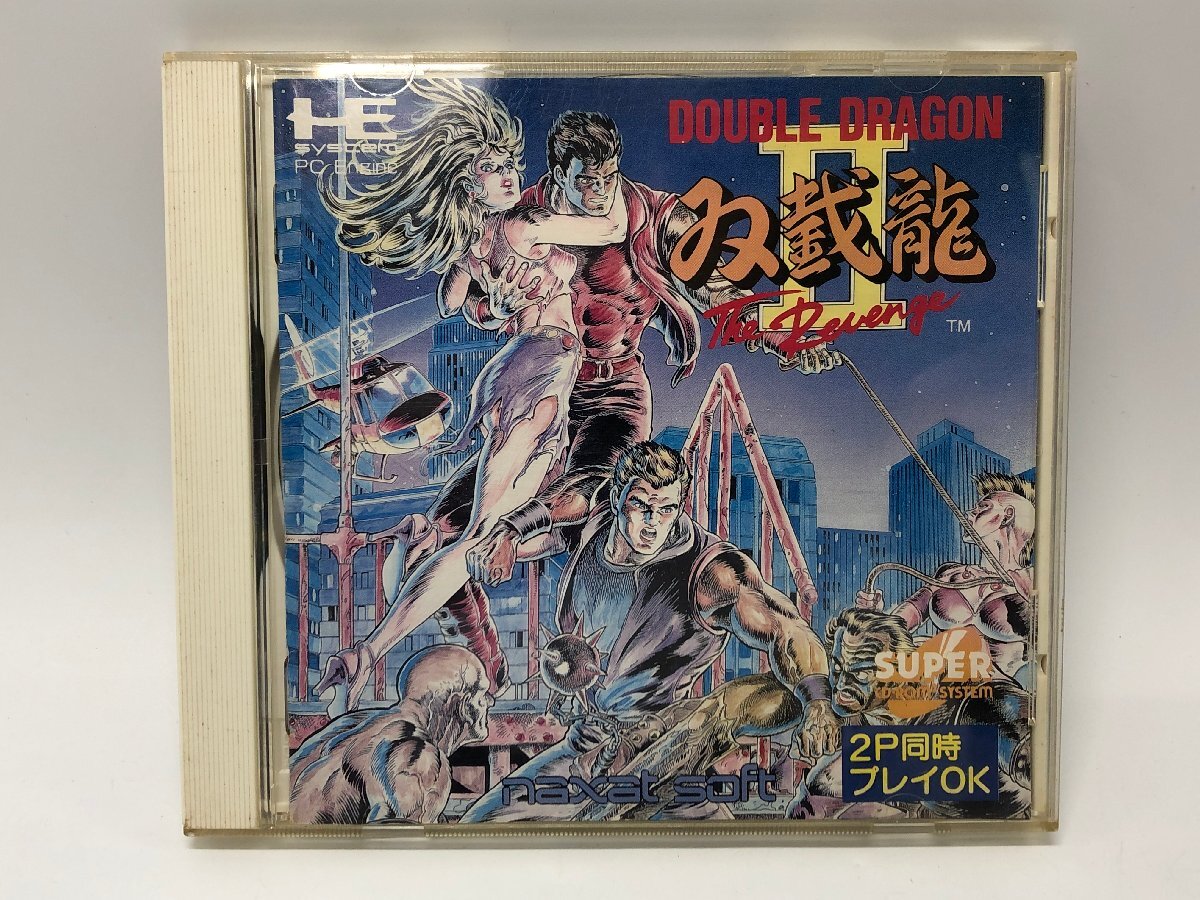 HE
system
PC Engine
DOUBLE DRAGON
II
双截龍
The Revenge
TM
SUPER
CD-ROM² SYSTEM
2P同時
プレイOK
naxat soft